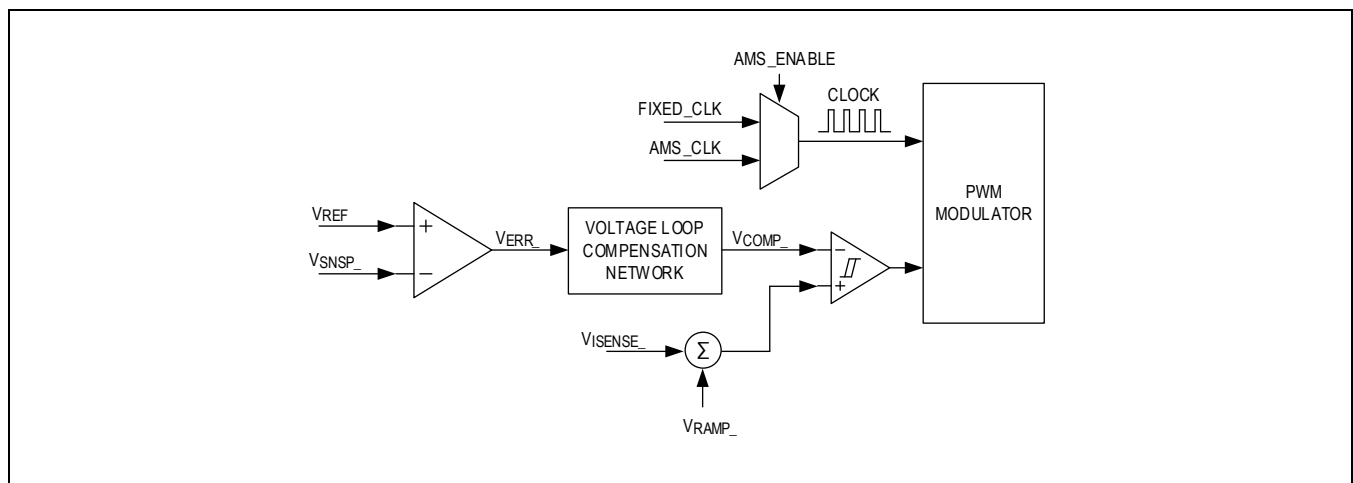 AMS_ENABLE
FIXED_CLK
CLOCK
AMS_CLK
PWM
MODULATOR
VREF
+
VSNSP_
−
VERR_
VOLTAGE LOOP
COMPENSATION
NETWORK
VCOMP_
−
+
VISENSE_
Σ
VRAMP_